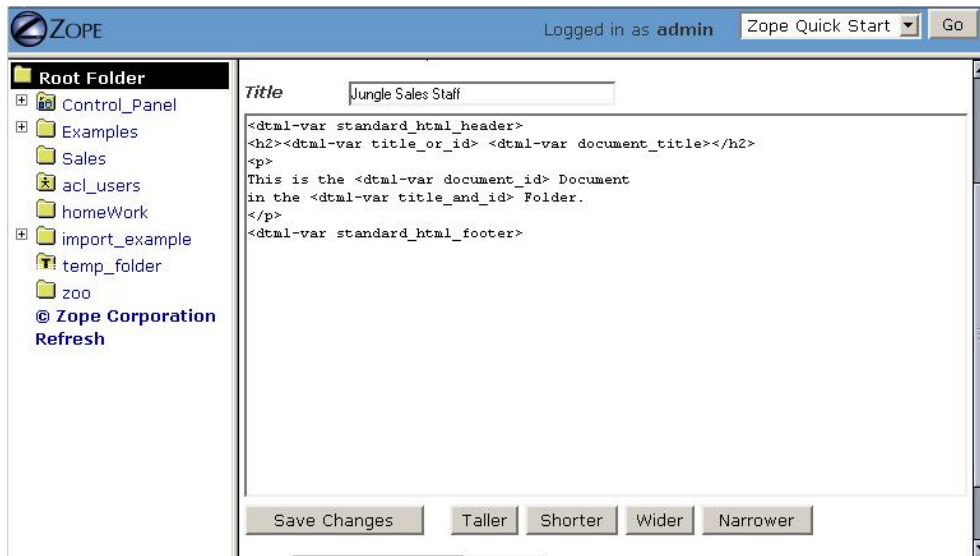 ZOPE
Logged in as admin
Zope Quick Start
Go
Root Folder
Control_Panel
Examples
Sales
acl_users
homeWork
import_example
temp_folder
zoo
© Zope Corporation
Refresh
Title
Jungle Sales Staff
<dtml-var standard_html_header>
<h2><dtml-var title_or_id> <dtml-var document_title></h2>
<p>
This is the <dtml-var document_id> Document
in the <dtml-var title_and_id> Folder.
</p>
<dtml-var standard_html_footer>
Save Changes
Taller
Shorter
Wider
Narrower